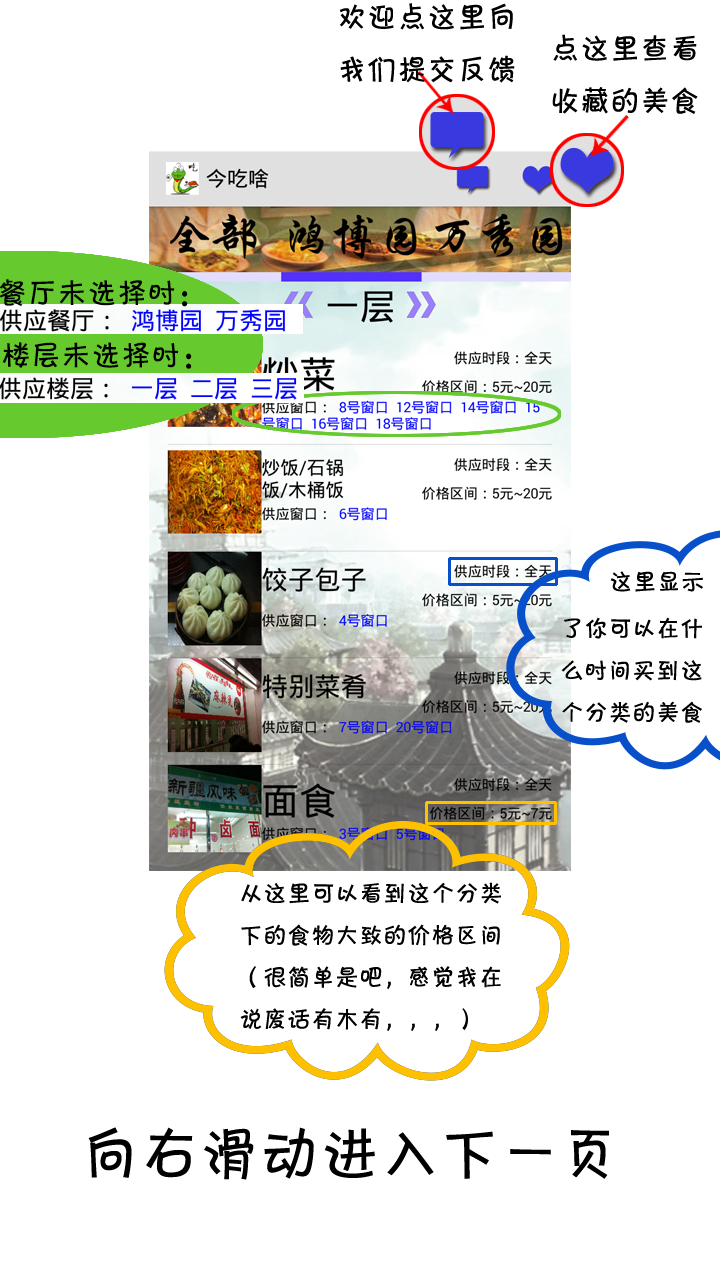 欢迎点这里向
我们提交反馈
点这里查看
收藏的美食
今吃啥
全部 鸿博园 万秀园
《 一层 》
餐厅未选择时：
供应餐厅： 鸿博园 万秀园
楼层未选择时：
供应楼层： 一层 二层 三层
炒菜
供应时段：全天
价格区间：5元~20元
供应窗口： 8号窗口 12号窗口 14号窗口 15
号窗口 16号窗口 18号窗口
炒饭/石锅
饭/木桶饭
供应时段：全天
价格区间：5元~20元
供应窗口： 6号窗口
饺子包子
供应时段：全天
价格区间：5元~20元
供应窗口： 4号窗口
这里显示
了你可以在什
么时间买到这
个分类的美食
特别菜肴
供应时段：全天
价格区间：5元~20元
供应窗口： 7号窗口 20号窗口
麻辣烫
面食
供应时段：全天
价格区间：5元~7元
供应窗口： 3号窗口 5号窗口
新疆风味
卤面
从这里可以看到这个分类
下的食物大致的价格区间
（很简单是吧，感觉我在
说废话有木有，，，）
向右滑动进入下一页